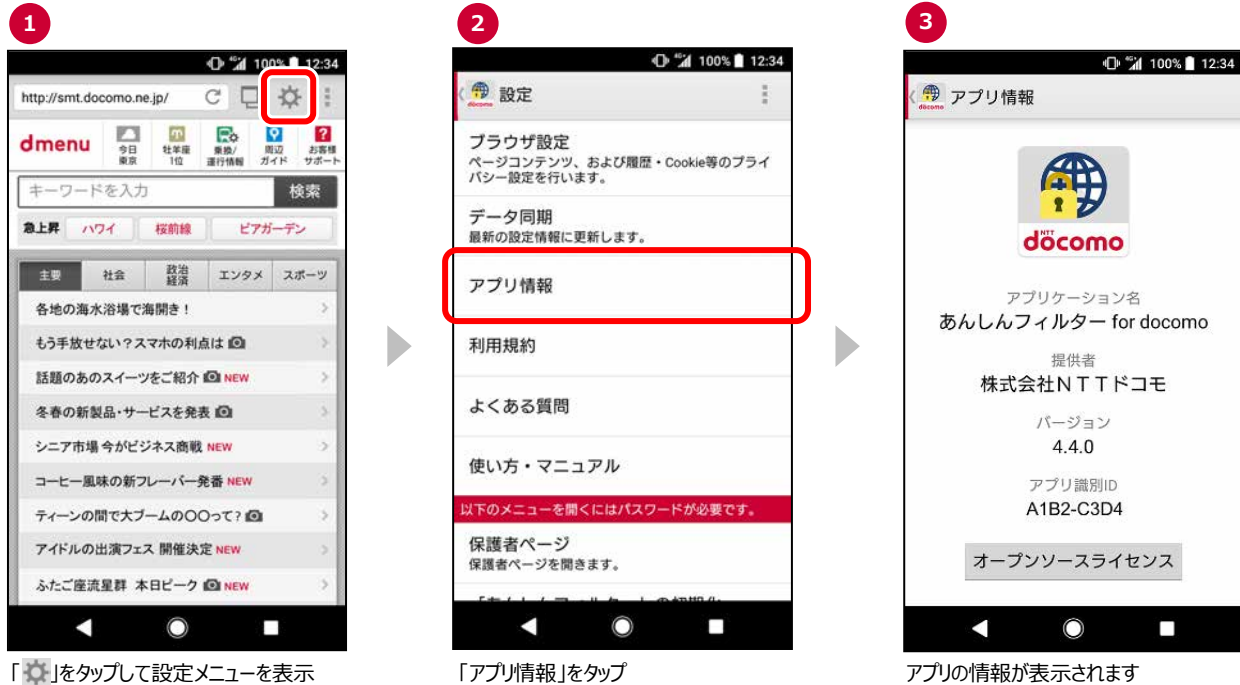 1
100% 12:34
http://smt.docomo.ne.jp/
dmenu
今日
東京
牡羊座
1位
乗換/
運行情報
周辺
ガイド
お客様
サポート
キーワードを入力
検索
急上昇 ハワイ 桜前線 ビアガーデン
主要 社会 政治 経済 エンタメ スポーツ
各地の海水浴場で海開き！
もう手放せない？スマホの利点は
話題のあのスイーツをご紹介 NEW
冬春の新製品・サービスを発表
シニア市場 今がビジネス商戦 NEW
コーヒー風味の新フレーバー発番 NEW
ティーンの間で大ブームの〇〇って？
アイドルの出演フェス 開催決定 NEW
ふたご座流星群 本日ピーク NEW
「 」をタップして設定メニューを表示
2
4G 100% 12:34
docomo
設定
ブラウザ設定
ページコンテンツ、および履歴・Cookie等のプライ
バシー設定を行います。
データ同期
最新の設定情報に更新します。
アプリ情報
利用規約
よくある質問
使い方・マニュアル
以下のメニューを開くにはパスワードが必要です。
保護者ページ
保護者ページを開きます。
「アプリ情報」をタップ
3
4G 100% 12:34
docomo
アプリ情報
NTT
docomo
アプリケーション名
あんしんフィルター for docomo
提供者
株式会社ＮＴＴドコモ
バージョン
4.4.0
アプリ識別ID
A1B2-C3D4
オープンソースライセンス
アプリの情報が表示されます